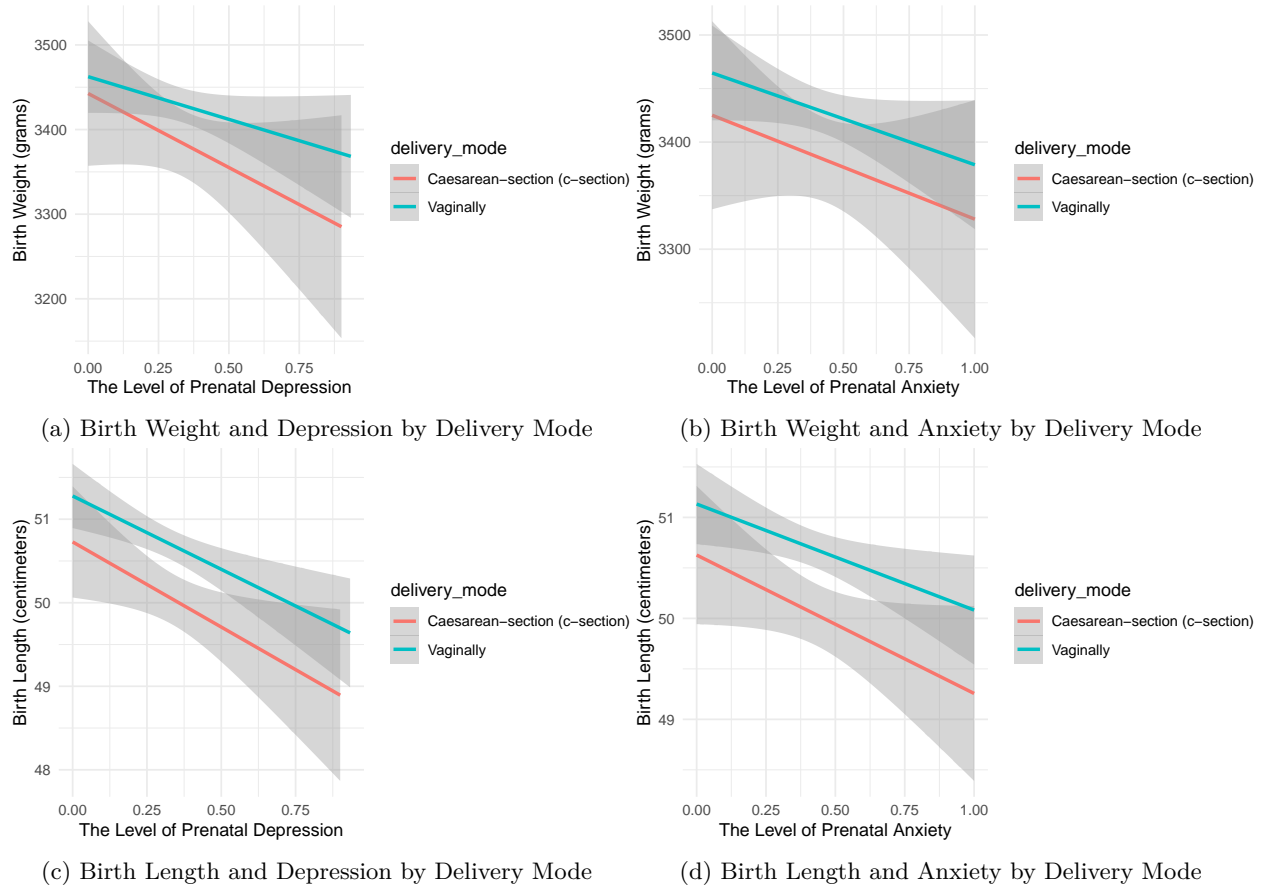 3500
3400
3300
3200
Birth Weight (grams)
0.00 0.25 0.50 0.75
The Level of Prenatal Depression
delivery_mode
Caesarean−section (c−section)
Vaginally
(a) Birth Weight and Depression by Delivery Mode
3500
3400
3300
Birth Weight (grams)
0.00 0.25 0.50 0.75 1.00
The Level of Prenatal Anxiety
delivery_mode
Caesarean−section (c−section)
Vaginally
(b) Birth Weight and Anxiety by Delivery Mode
51
50
49
48
Birth Length (centimeters)
0.00 0.25 0.50 0.75
The Level of Prenatal Depression
delivery_mode
Caesarean−section (c−section)
Vaginally
(c) Birth Length and Depression by Delivery Mode
51
50
49
Birth Length (centimeters)
0.00 0.25 0.50 0.75 1.00
The Level of Prenatal Anxiety
delivery_mode
Caesarean−section (c−section)
Vaginally
(d) Birth Length and Anxiety by Delivery Mode